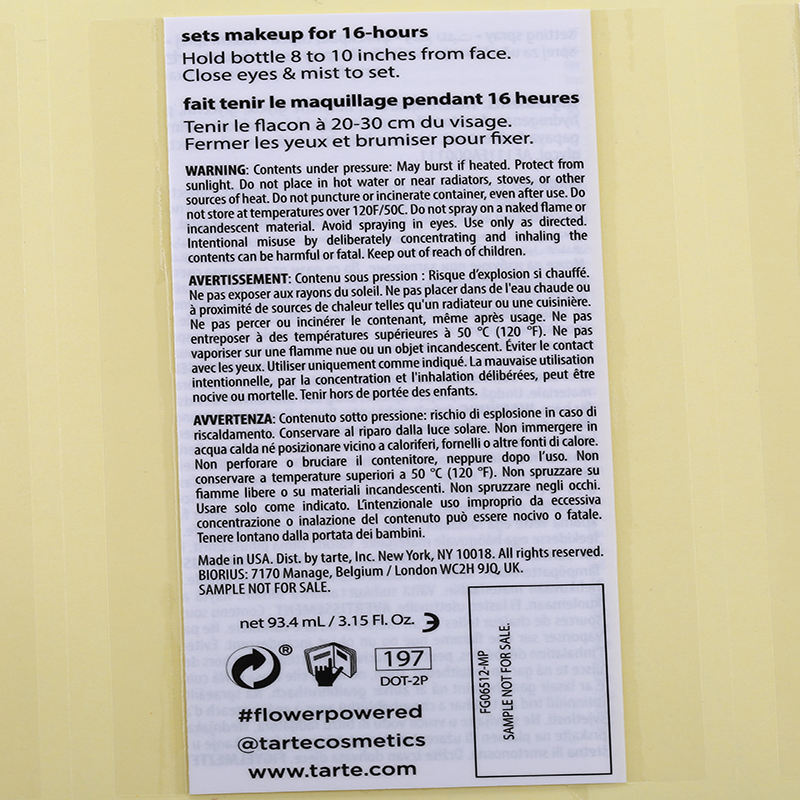 sets makeup for 16-hours
Hold bottle 8 to 10 inches from face.
Close eyes & mist to set.
fait tenir le maquillage pendant 16 heures
Tenir le flacon à 20-30 cm du visage.
Fermer les yeux et brumiser pour fixer.
WARNING: Contents under pressure: May burst if heated. Protect from
sunlight. Do not place in hot water or near radiators, stoves, or other
sources of heat. Do not puncture or incinerate container, even after use. Do
not store at temperatures over 120F/50C. Do not spray on a naked flame or
incandescent material. Avoid spraying in eyes. Use only as directed.
Intentional misuse by deliberately concentrating and inhaling the
contents can be harmful or fatal. Keep out of reach of children.
AVERTISSEMENT: Contenu sous pression : Risque d'explosion si chauffé.
Ne pas exposer aux rayons du soleil. Ne pas placer dans de l'eau chaude ou
à proximité de sources de chaleur telles qu'un radiateur ou une cuisinière.
Ne pas percer ou incinérer le contenant, même après usage. Ne pas
entreposer à des températures supérieures à 50 °C (120 °F). Ne pas
vaporiser sur une flamme nue ou un objet incandescent. Éviter le contact
avec les yeux. Utiliser uniquement comme indiqué. La mauvaise utilisation
intentionnelle, par la concentration et l'inhalation délibérées, peut être
nocive ou mortelle. Tenir hors de portée des enfants.
AVVERTENZA: Contenuto sotto pressione: rischio di esplosione in caso di
riscaldamento. Conservare al riparo dalla luce solare. Non immergere in
acqua calda né posizionare vicino a caloriferi, fornelli o altre fonti di calore.
Non perforare o bruciare il contenitore, neppure dopo l'uso. Non
conservare a temperature superiori a 50 °C (120 °F). Non spruzzare su
fiamme libere o su materiali incandescenti. Non spruzzare negli occhi.
Usare solo come indicato. L'intenzionale uso improprio da eccessiva
concentrazione o inalazione del contenuto può essere nocivo o fatale.
Tenere lontano dalla portata dei bambini.
Made in USA. Dist. by tarte, Inc. New York, NY 10018. All rights reserved.
BIORIUS: 7170 Manage, Belgium / London WC2H 9JQ, UK.
SAMPLE NOT FOR SALE.
net 93.4 mL / 3.15 Fl. Oz.
®
197
DOT-2P
#flowerpowered
@tartecosmetics
www.tarte.com
FG06512-MP
SAMPLE NOT FOR SALE.